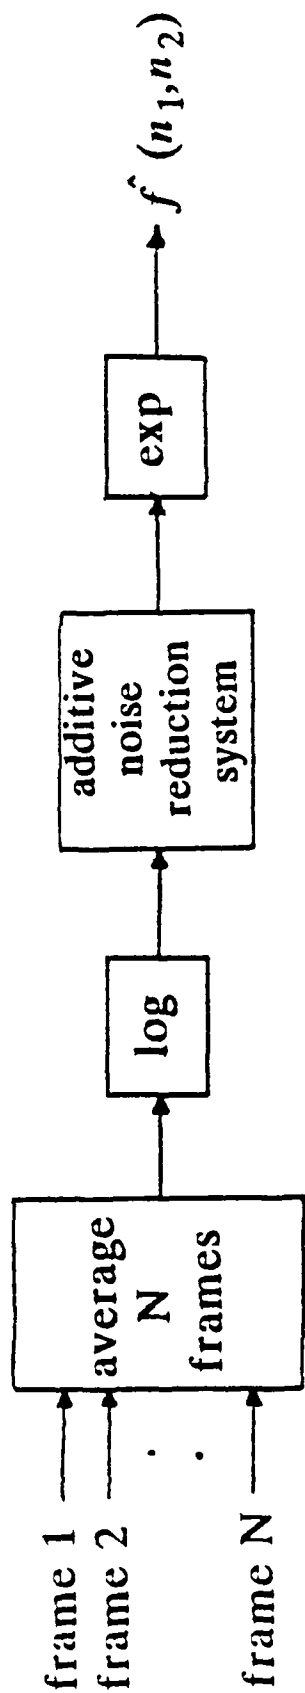 frame 1
frame 2
.
.
frame N
average
N
frames
log
additive
noise
reduction
system
exp
f̂ (n₁,n₂)